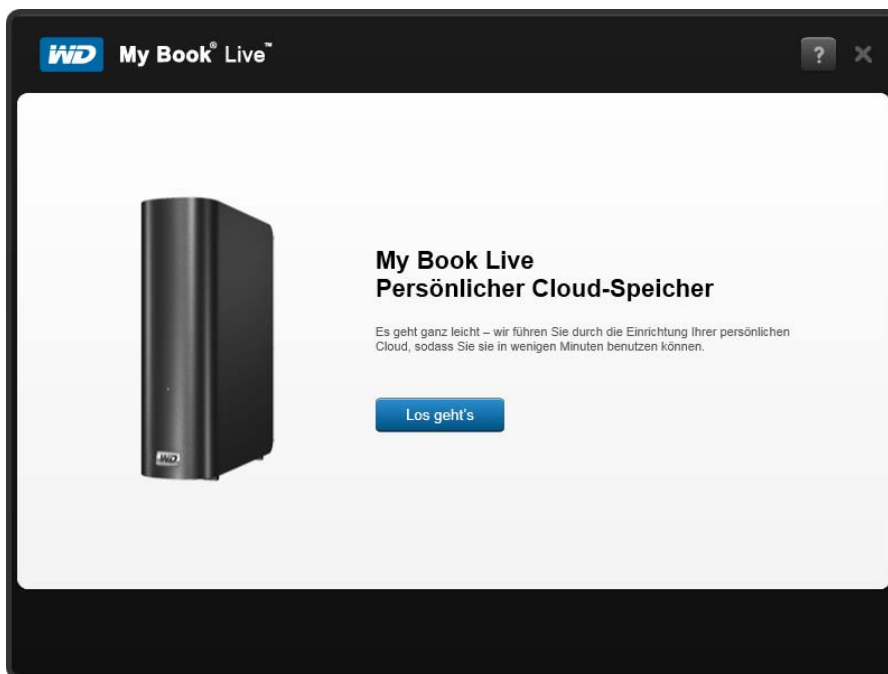 WD My Book® Live™
?
My Book Live
Persönlicher Cloud-Speicher
Es geht ganz leicht – wir führen Sie durch die Einrichtung Ihrer persönlichen
Cloud, sodass Sie sie in wenigen Minuten benutzen können.
Los geht's
WD